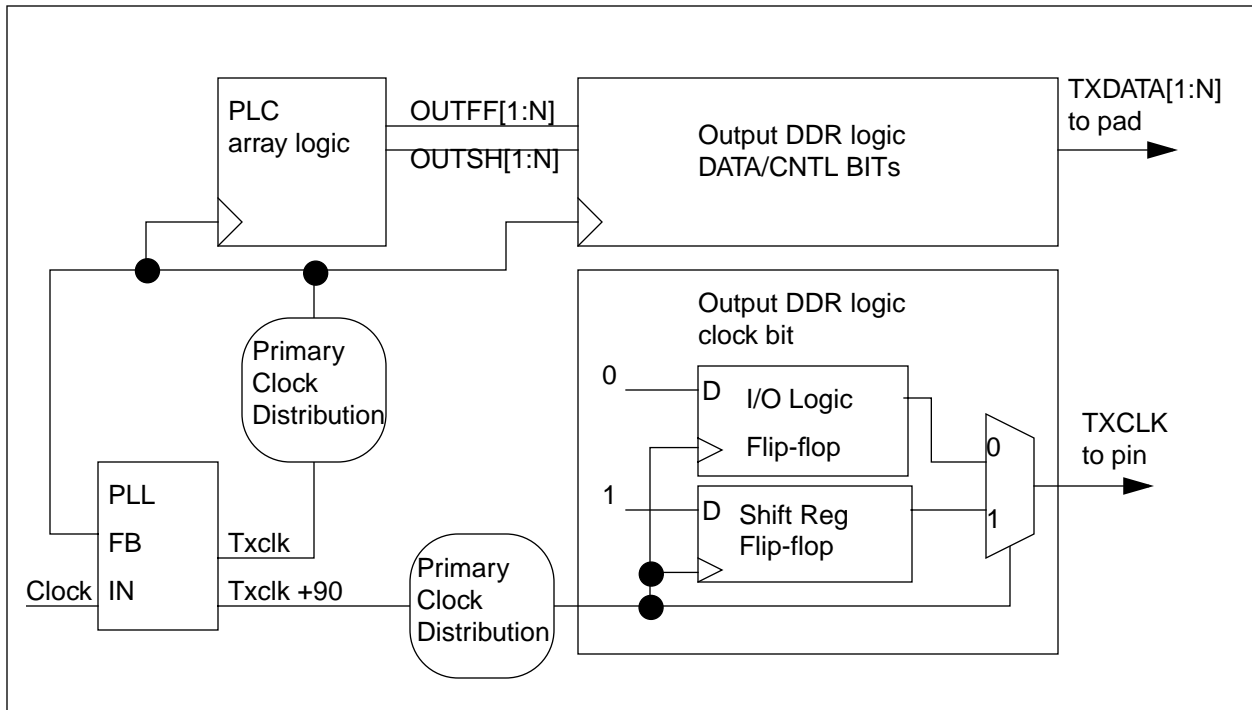 PLC
array logic
OUTFF[1:N]
OUTSH[1:N]
Output DDR logic
DATA/CNTL BITs
TXDATA[1:N]
to pad
Primary
Clock
Distribution
Output DDR logic
clock bit
0
D
I/O Logic
Flip-flop
1
D
Shift Reg
Flip-flop
0
1
TXCLK
to pin
PLL
FB
IN
Clock
Txclk
Txclk +90
Primary
Clock
Distribution